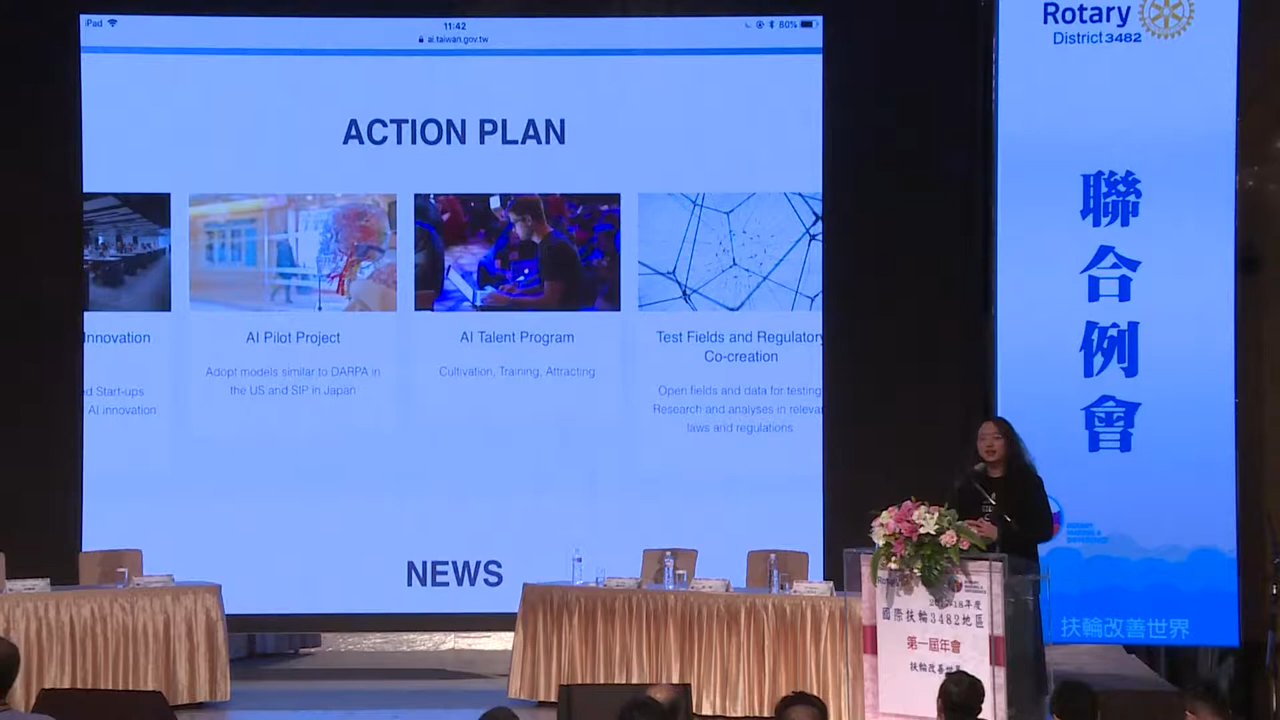 iPad
11:42
80%
ai.taiwan.gov.tw
ACTION PLAN
Innovation
d Start-ups
AI innovation
AI Pilot Project
Adopt models similar to DARPA in
the US and SIP in Japan
AI Talent Program
Cultivation, Training, Attracting
Test Fields and Regulatory
Co-creation
Open fields and data for testing
Research and analyses in releva
laws and regulations
NEWS
Rotary
District 3482
聯合例會
扶輪改善世界
Rotary
國際扶輪3482地區
第一屆年會
扶輪改善世界